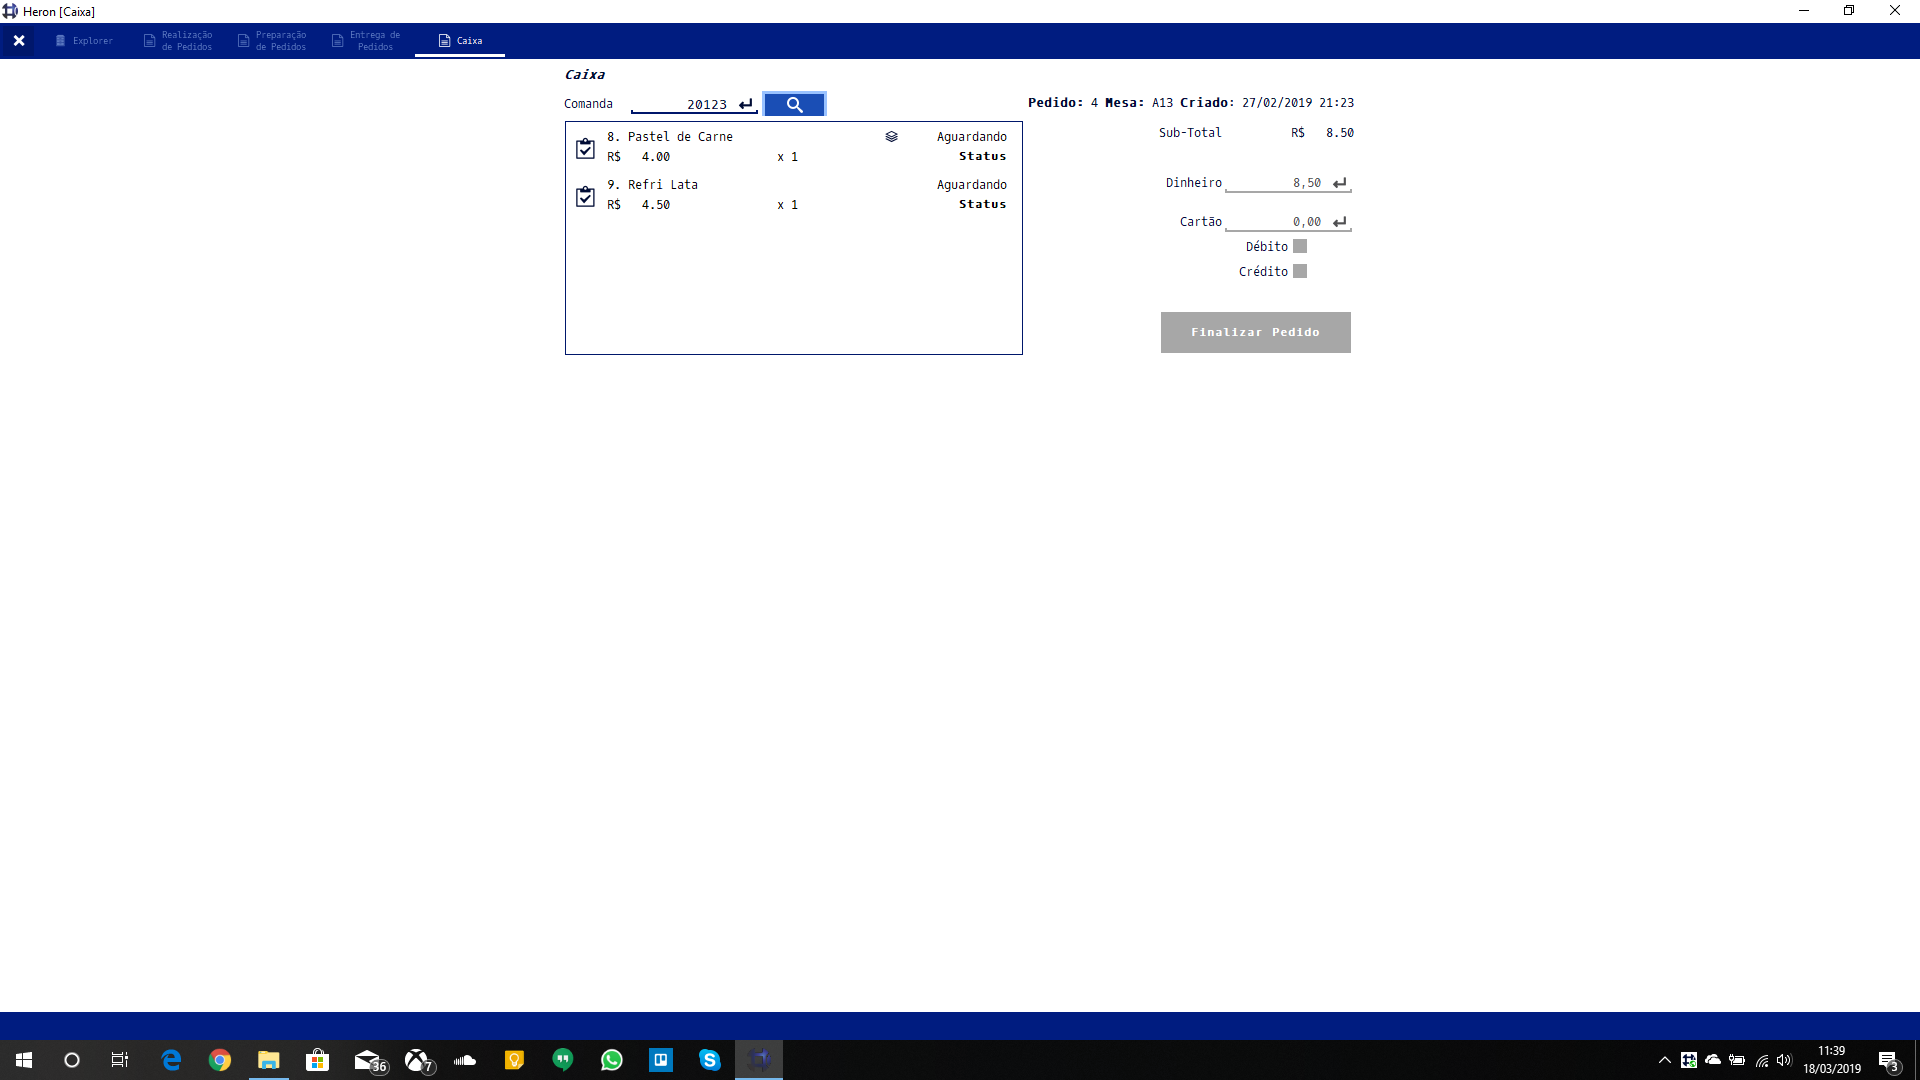 Heron [Caixa]
Explorer
Realização
de Pedidos
Preparação
de Pedidos
Entrega de
Pedidos
Caixa
Caixa
Comanda 20123
Pedido: 4 Mesa: A13 Criado: 27/02/2019 21:23
8. Pastel de Carne Aguardando
R$ 4.00 x 1 Status
9. Refri Lata Aguardando
R$ 4.50 x 1 Status
Sub-Total R$ 8.50
Dinheiro 8,50
Cartão 0,00
Débito
Crédito
Finalizar Pedido
36
7
11:39
18/03/2019
3